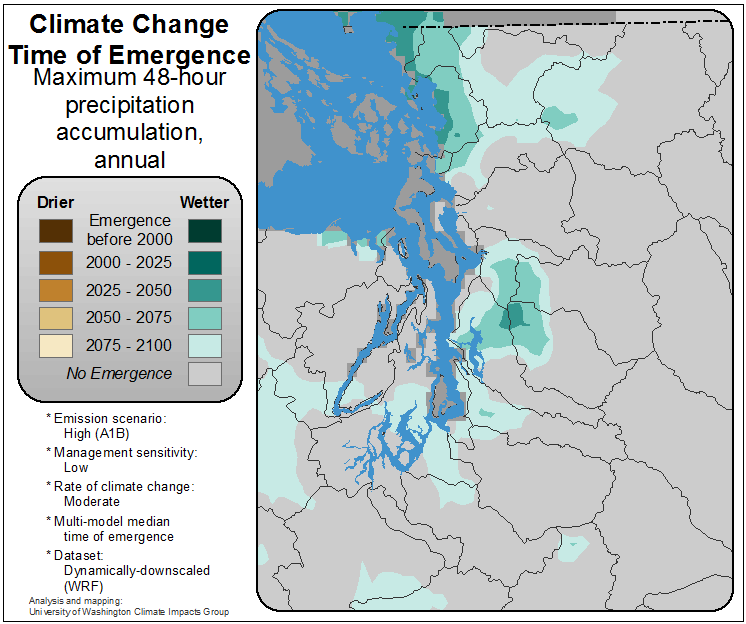 Climate Change
Time of Emergence
Maximum 48-hour
precipitation
accumulation,
annual
Drier
Wetter
Emergence
before 2000
2000 - 2025
2025 - 2050
2050 - 2075
2075 - 2100
No Emergence
* Emission scenario:
High (A1B)
* Management sensitivity:
Low
* Rate of climate change:
Moderate
* Multi-model median
time of emergence
* Dataset:
Dynamically-downscaled
(WRF)
Analysis and mapping:
University of Washington Climate Impacts Group